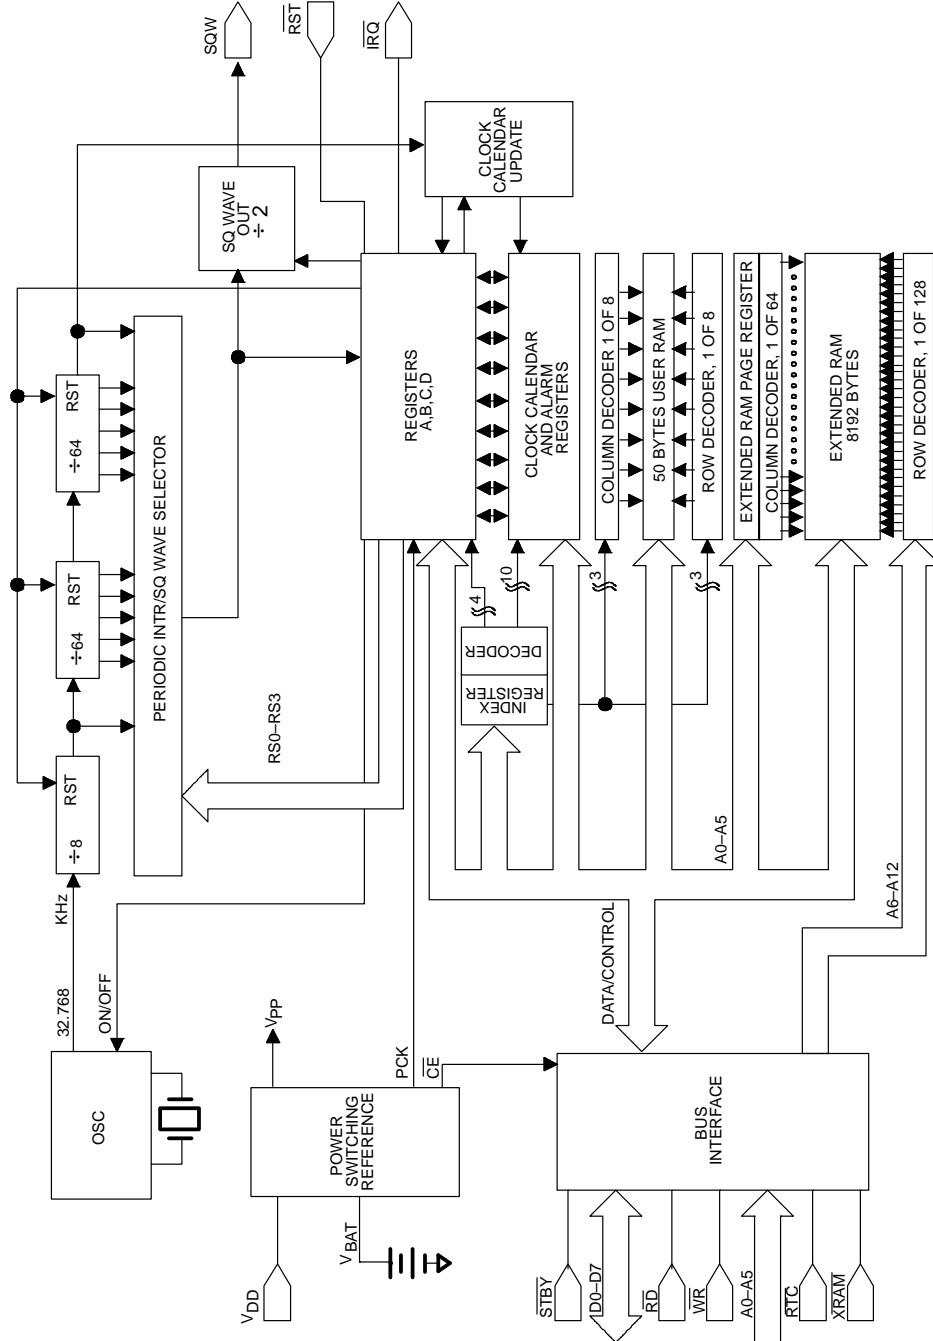 OSC
32.768
KHz
ON/OFF
÷8
RST
÷64
RST
÷64
RST
PERIODIC INTR/SQ WAVE SELECTOR
SQ WAVE
OUT
÷2
SQW
RST
IRQ
CLOCK
CALENDAR
UPDATE
VDD
VBAT
POWER
SWITCHING
REFERENCE
VPP
PCK
CE
RS0–RS3
REGISTERS
A,B,C,D
CLOCK CALENDAR
AND ALARM
REGISTERS
INDEX
REGISTER
DECODER
4
10
3
3
COLUMN DECODER 1 OF 8
50 BYTES USER RAM
ROW DECODER, 1 OF 8
EXTENDED RAM PAGE REGISTER
COLUMN DECODER, 1 OF 64
EXTENDED RAM
8192 BYTES
ROW DECODER, 1 OF 128
A0–A5
A6–A12
DATA/CONTROL
BUS
INTERFACE
STBY
D0–D7
RD
WR
A0–A5
RTC
XRAM